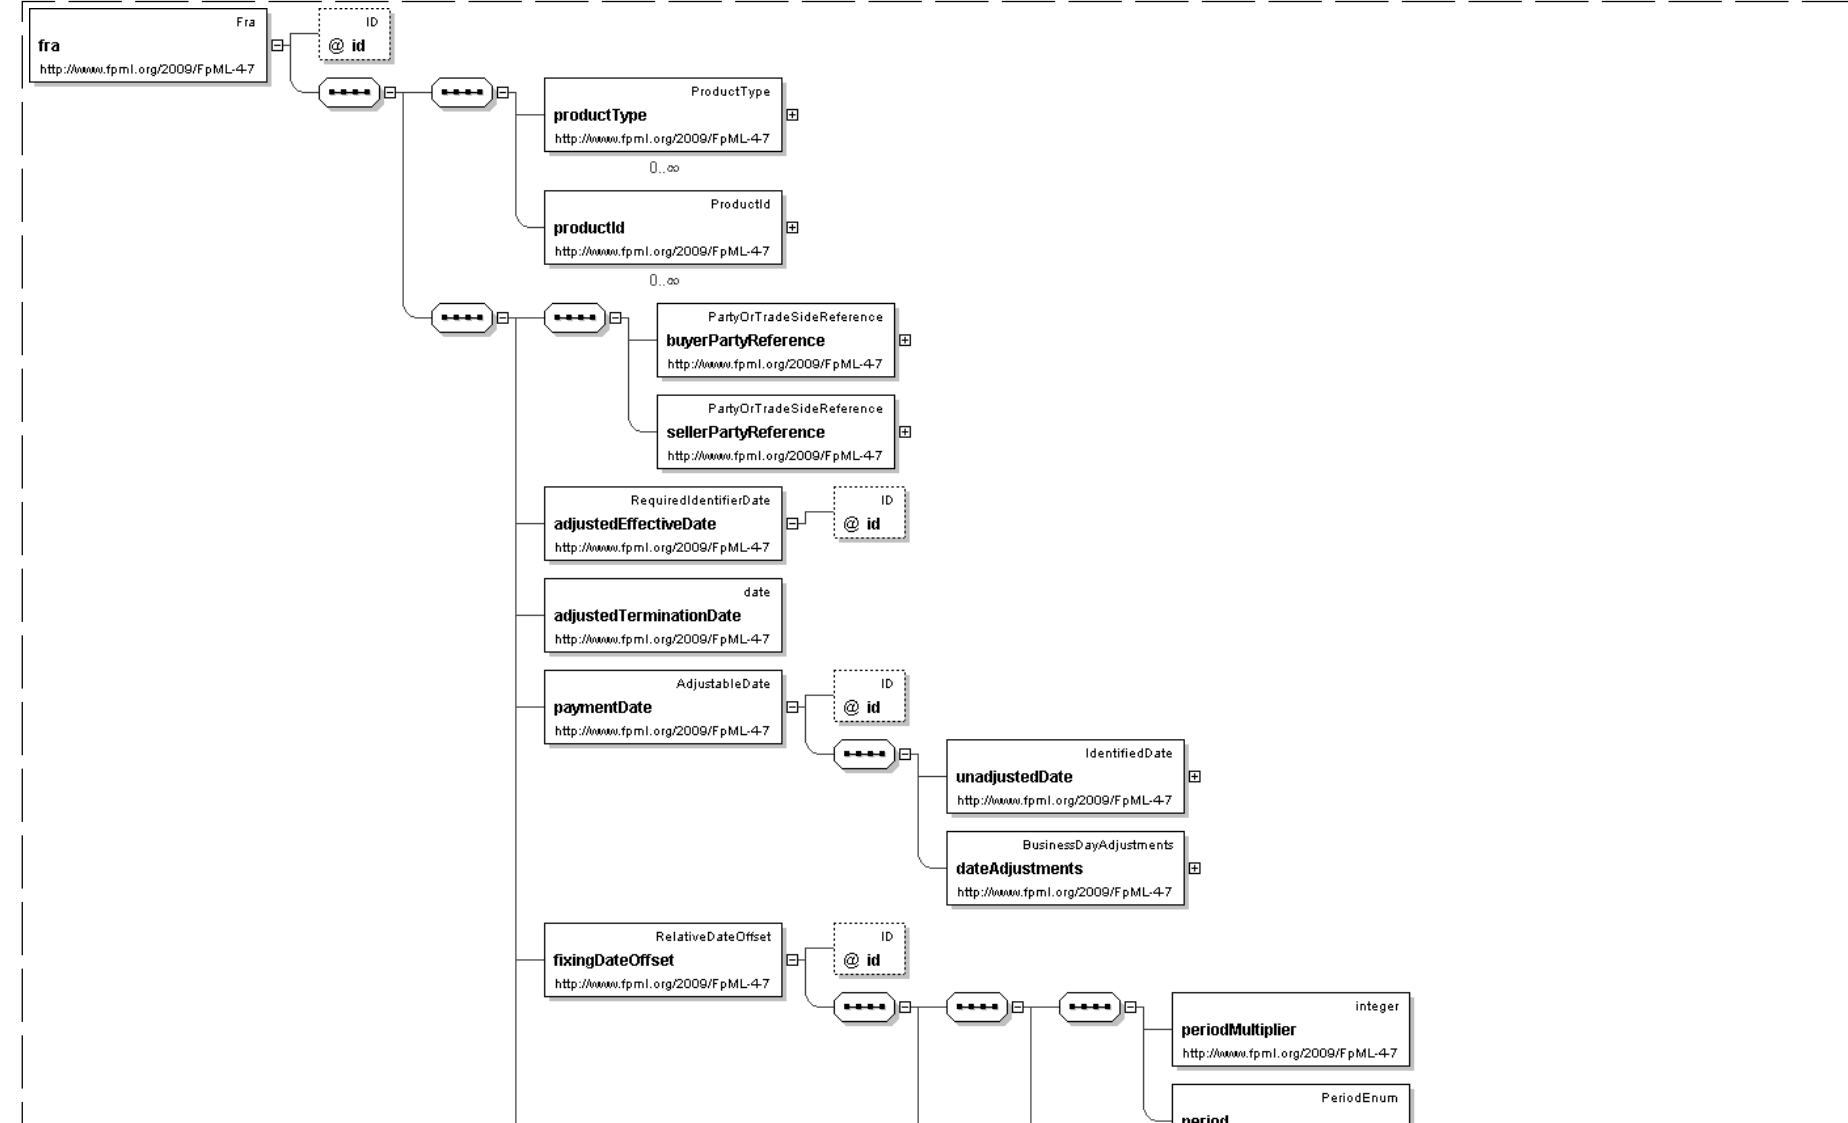 Fra
fra
http://www.fpml.org/2009/FpML-4-7
ID
@ id
ProductType
productType
http://www.fpml.org/2009/FpML-4-7
0..∞
ProductId
productId
http://www.fpml.org/2009/FpML-4-7
0..∞
PartyOrTradeSideReference
buyerPartyReference
http://www.fpml.org/2009/FpML-4-7
PartyOrTradeSideReference
sellerPartyReference
http://www.fpml.org/2009/FpML-4-7
RequiredIdentifierDate
adjustedEffectiveDate
http://www.fpml.org/2009/FpML-4-7
ID
@ id
date
adjustedTerminationDate
http://www.fpml.org/2009/FpML-4-7
AdjustableDate
paymentDate
http://www.fpml.org/2009/FpML-4-7
ID
@ id
IdentifiedDate
unadjustedDate
http://www.fpml.org/2009/FpML-4-7
BusinessDayAdjustments
dateAdjustments
http://www.fpml.org/2009/FpML-4-7
RelativeDateOffset
fixingDateOffset
http://www.fpml.org/2009/FpML-4-7
ID
@ id
integer
periodMultiplier
http://www.fpml.org/2009/FpML-4-7
PeriodEnum
period